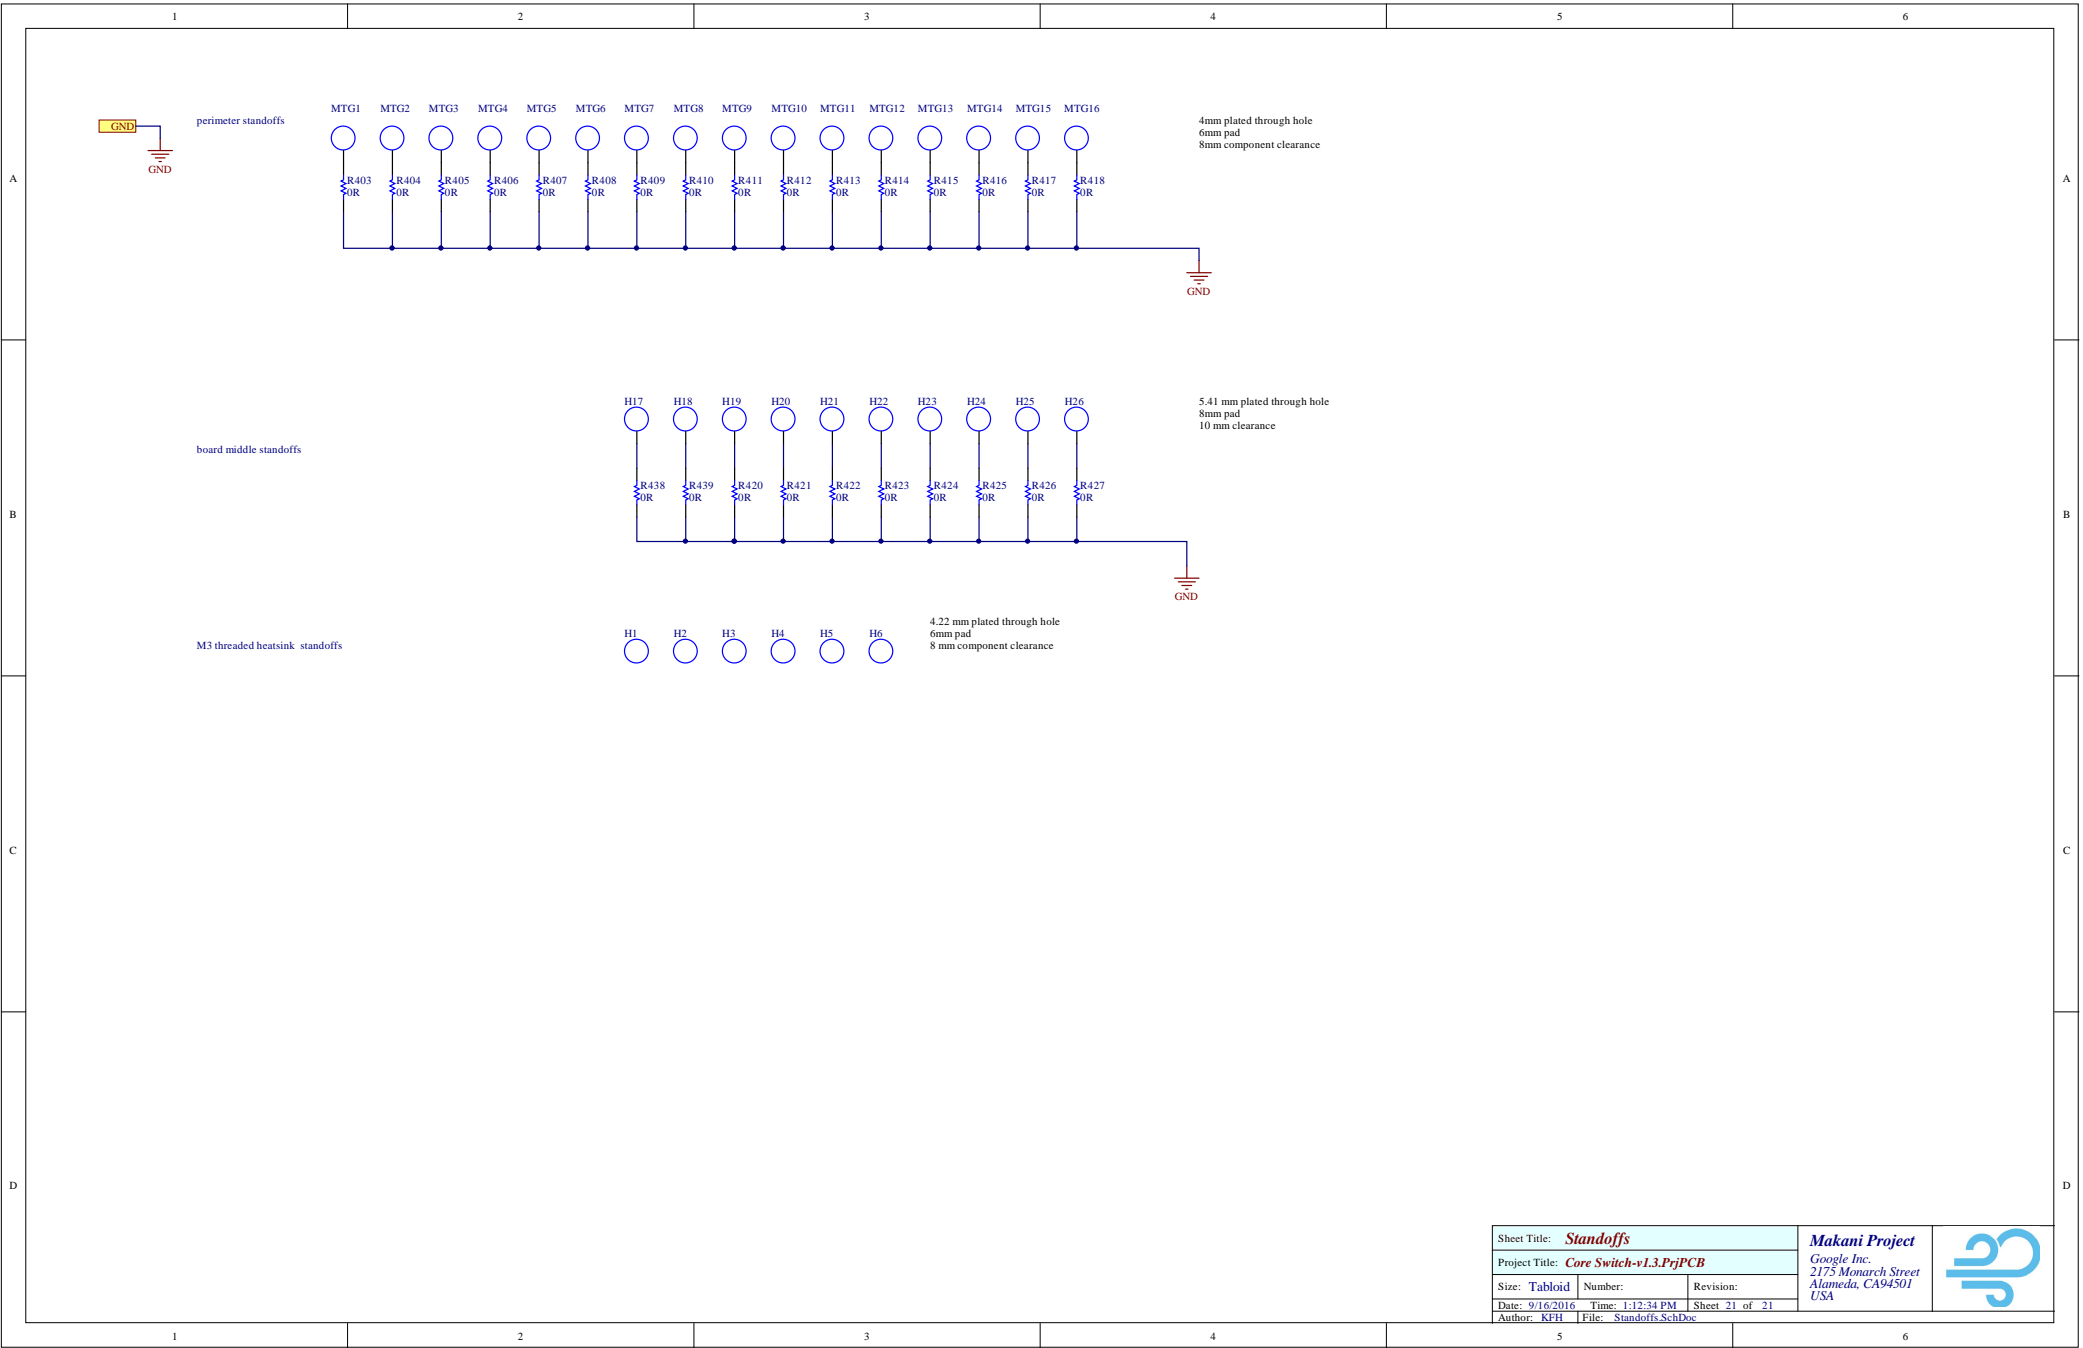 1 2 3 4 5 6
MTG1 MTG2 MTG3 MTG4 MTG5 MTG6 MTG7 MTG8 MTG9 MTG10 MTG11 MTG12 MTG13 MTG14 MTG15 MTG16
GND
perimeter standoffs
4mm plated through hole
6mm pad
8mm component clearance
GND
A A
R403 R404 R405 R406 R407 R408 R409 R410 R411 R412 R413 R414 R415 R416 R417 R418
0R 0R 0R 0R 0R 0R 0R 0R 0R 0R 0R 0R 0R 0R 0R 0R
GND
H17 H18 H19 H20 H21 H22 H23 H24 H25 H26
5.41 mm plated through hole
8mm pad
10 mm clearance
board middle standoffs
R438 R439 R420 R421 R422 R423 R424 R425 R426 R427
0R 0R 0R 0R 0R 0R 0R 0R 0R 0R
B B
GND
H1 H2 H3 H4 H5 H6
4.22 mm plated through hole
6mm pad
8 mm component clearance
M3 threaded heatsink standoffs
C C
D D
Sheet Title: Standoffs
Project Title: Core Switch-v1.3.PrjPCB
Size: Tabloid Number: Revision:
Date: 9/16/2016 Time: 1:12:34 PM Sheet 21 of 21
Author: KFH File: Standoffs.SchDoc
Makani Project
Google Inc.
2175 Monarch Street
Alameda, CA94501
USA
1 2 3 4 5 6